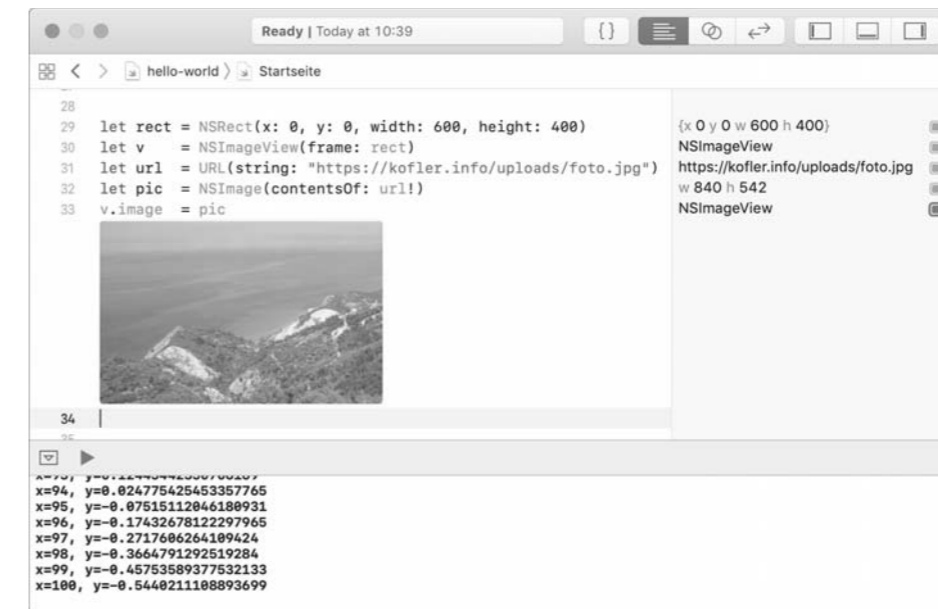 Ready | Today at 10:39
{ }
hello-world 〉 Startseite
28
29 let rect = NSRect(x: 0, y: 0, width: 600, height: 400)
{x 0 y 0 w 600 h 400}
30 let v    = NSImageView(frame: rect)
NSImageView
31 let url  = URL(string: "https://kofler.info/uploads/foto.jpg")
https://kofler.info/uploads/foto.jpg
32 let pic  = NSImage(contentsOf: url!)
w 840 h 542
33 v.image  = pic
NSImageView
34
x=94, y=0.024775425453357765
x=95, y=-0.07515112046180931
x=96, y=-0.17432678122297965
x=97, y=-0.2717606264109424
x=98, y=-0.3664791292519284
x=99, y=-0.45753589377532133
x=100, y=-0.5440211108893699